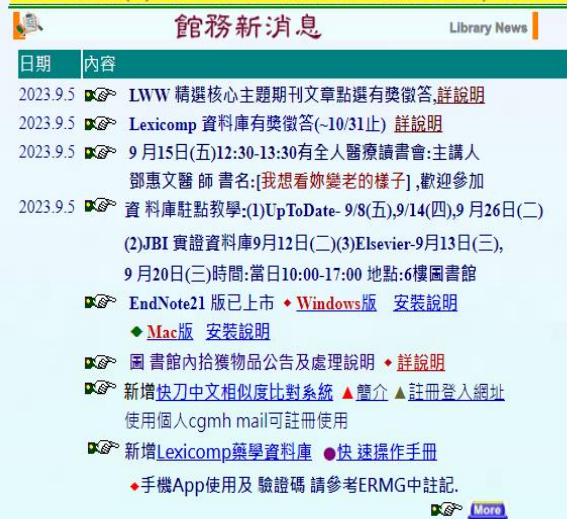 館務新消息 Library News
日期 內容
2023.9.5 LWW 精選核心主題期刊文章點選有獎徵答,詳說明
2023.9.5 Lexicomp 資料庫有獎徵答(~10/31止) 詳說明
2023.9.5 9 月15日(五)12:30-13:30有全人醫療讀書會:主講人
鄧惠文醫 師 書名:[我想看妳變老的樣子] ,歡迎參加
2023.9.5 資 料庫駐點教學:(1)UpToDate- 9/8(五),9/14(四),9 月26日(二)
(2)JBI 實證資料庫9月12日(二)(3)Elsevier-9月13日(三),
9 月20日(三)時間:當日10:00-17:00 地點:6樓圖書館
EndNote21 版已上市 ◆ Windows版 安裝說明
◆ Mac版 安裝說明
圖 書館內拾獲物品公告及處理說明 ◆ 詳說明
新增快刀中文相似度比對系統 ▲簡介 ▲註冊登入網址
使用個人cgmh mail可註冊使用
新增Lexicomp藥學資料庫 ●快 速操作手冊
◆手機App使用及 驗證碼 請參考ERMG中註記.
More